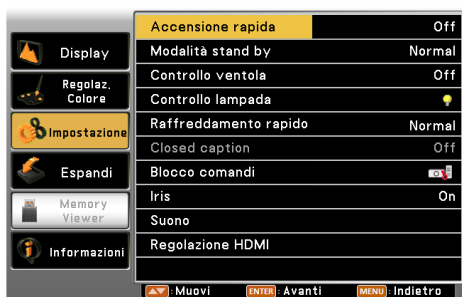 Display
Regolaz.
Colore
Impostazione
Espandi
Memory
Viewer
Informazioni
Accensione rapida Off
Modalità stand by Normal
Controllo ventola Off
Controllo lampada
Raffreddamento rapido Normal
Closed caption Off
Blocco comandi
Iris On
Suono
Regolazione HDMI
:Muovi ENTER :Avanti MENU :Indietro